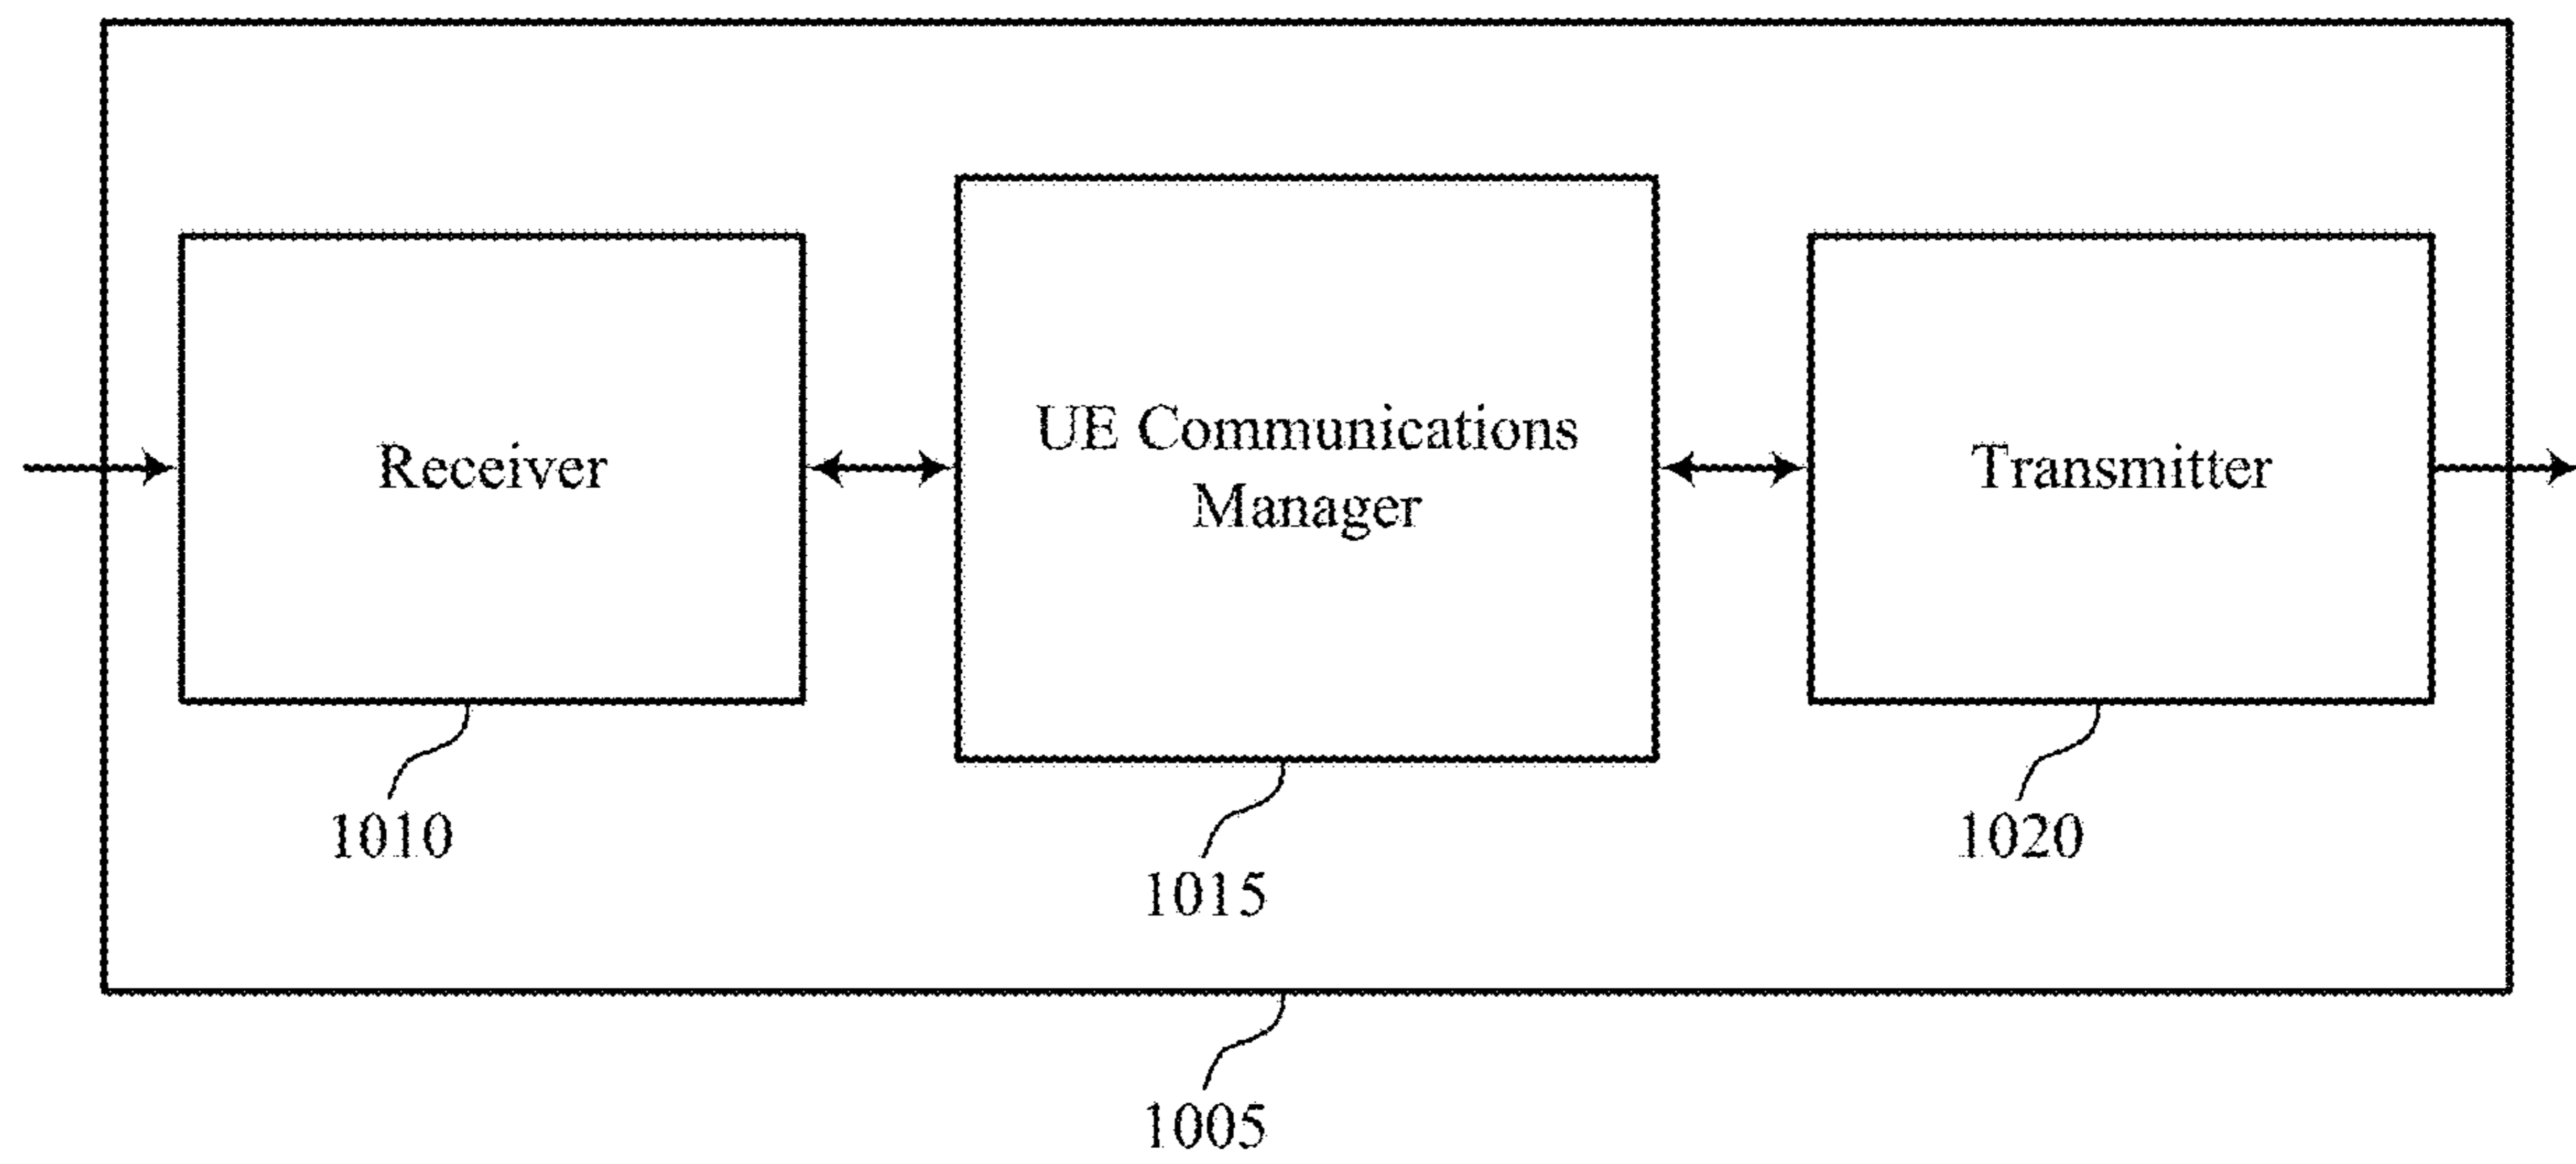 Receiver
UE Communications
Manager
Transmitter
1010
1015
1020
1005